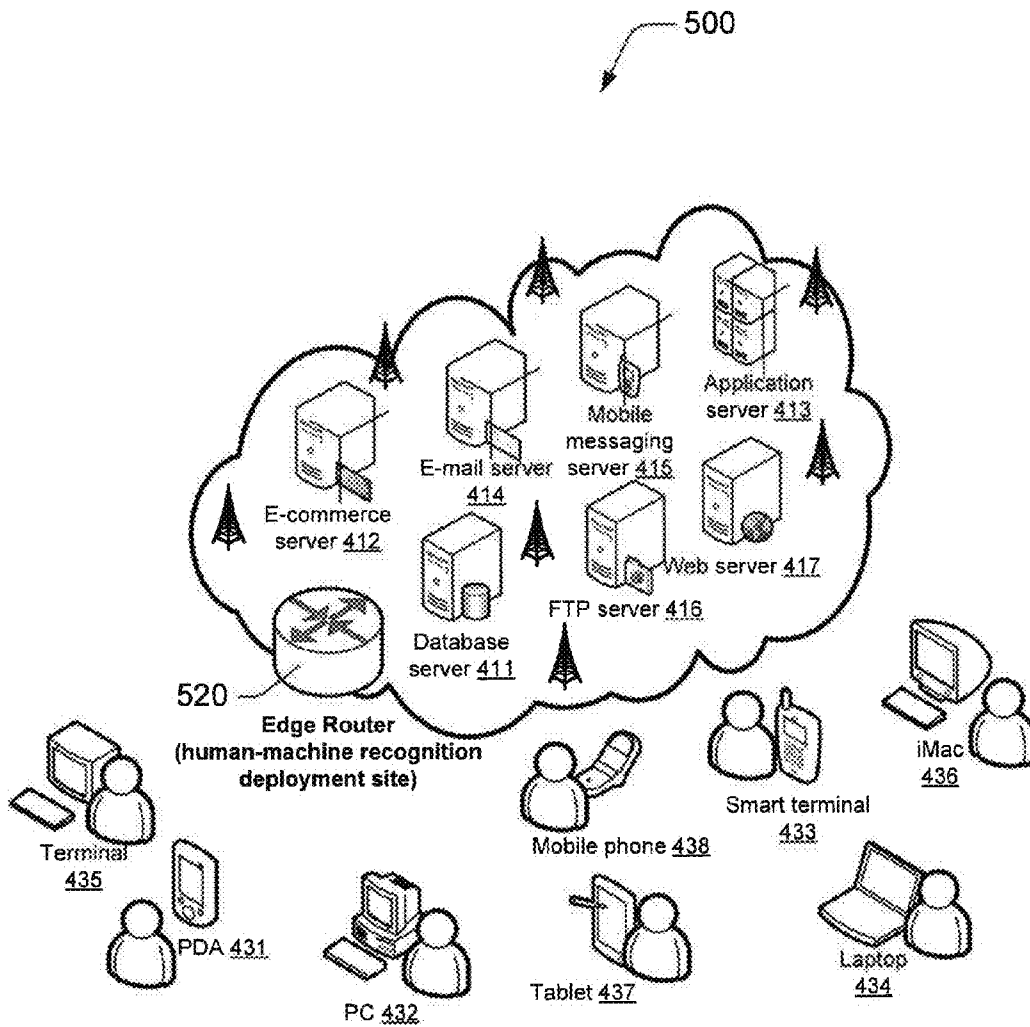 500
Application
server 413
Mobile
messaging
server 415
E-mail server
414
E-commerce
server 412
Web server 417
FTP server 416
Database
server 411
520
Edge Router
(human-machine recognition
deployment site)
iMac
436
Smart terminal
433
Mobile phone 438
Terminal
435
PDA 431
PC 432
Tablet 437
Laptop
434